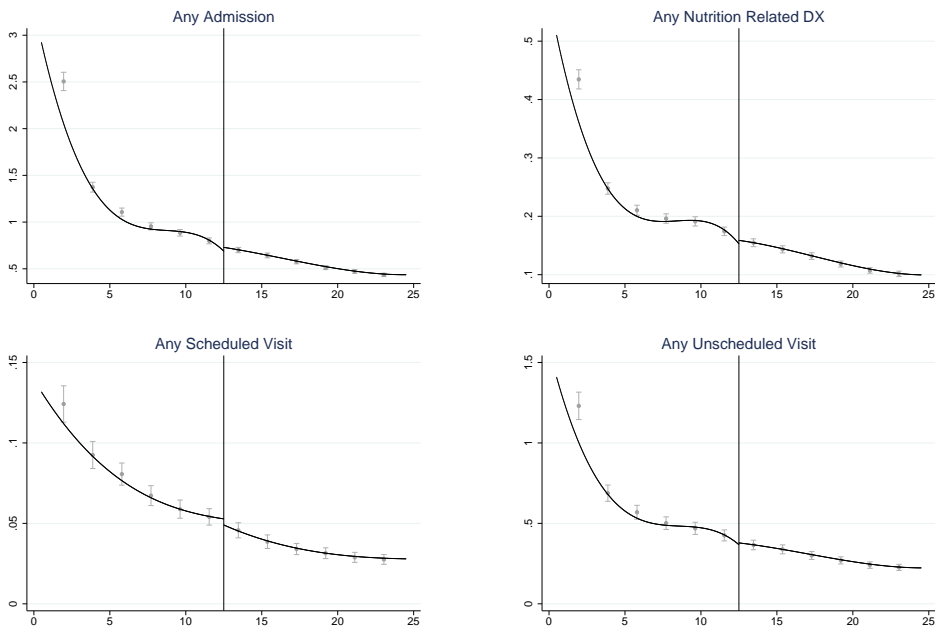 Any Admission
3
2.5
2
1.5
1
.5
0 5 10 15 20 25
Any Nutrition Related DX
.5
.4
.3
.2
.1
0 5 10 15 20 25
Any Scheduled Visit
.15
.1
.05
0
0 5 10 15 20 25
Any Unscheduled Visit
1.5
1
.5
0
0 5 10 15 20 25